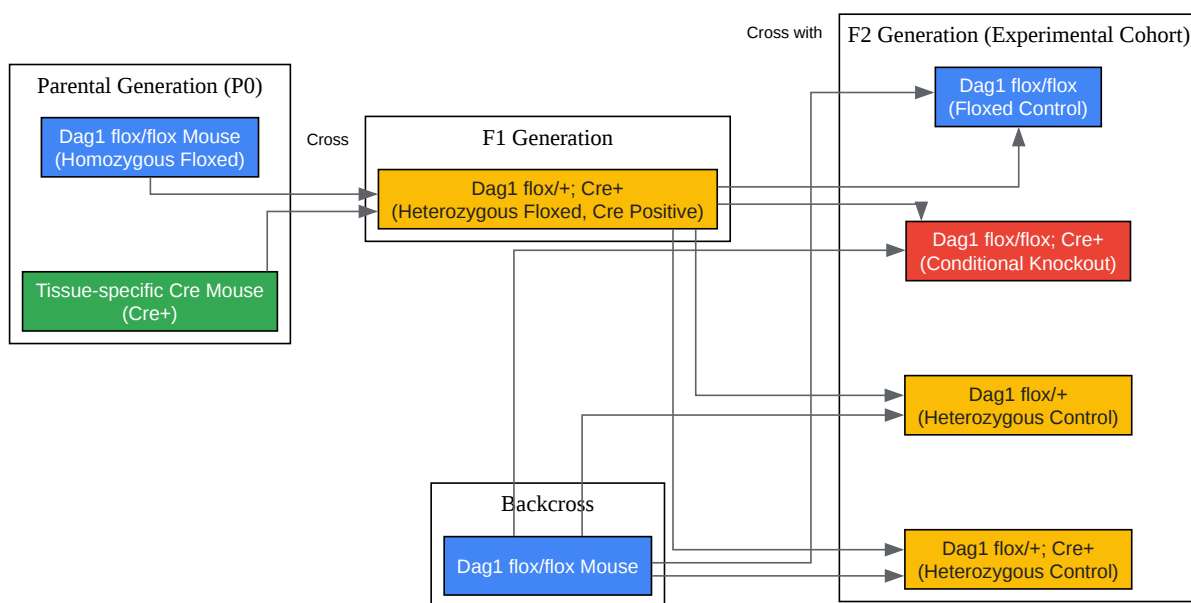 Parental Generation (P0)
Dag1 flox/flox Mouse
(Homozygous Floxed)
Tissue-specific Cre Mouse
(Cre+)
Cross
F1 Generation
Dag1 flox/+; Cre+
(Heterozygous Floxed, Cre Positive)
Backcross
Dag1 flox/flox Mouse
Cross with
F2 Generation (Experimental Cohort)
Dag1 flox/flox
(Floxed Control)
Dag1 flox/flox; Cre+
(Conditional Knockout)
Dag1 flox/+
(Heterozygous Control)
Dag1 flox/+; Cre+
(Heterozygous Control)